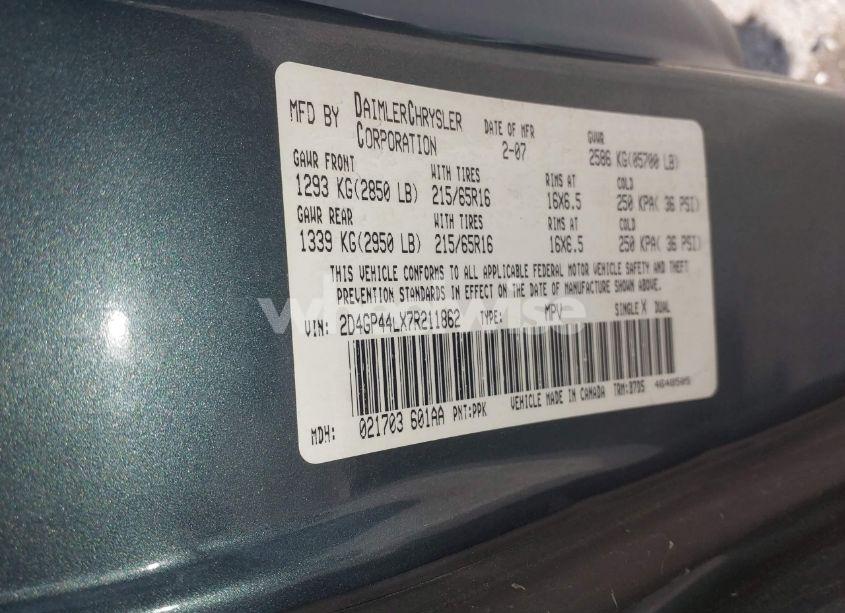 MFD BY DAIMLERCHRYSLER CORPORATION DATE OF MFR 2-07 GVWR 2586 KG(05700 LB)
GAWR FRONT WITH TIRES RIMS AT COLD
1293 KG(2850 LB) 215/65R16 16X6.5 250 KPA( 36 PSI)
GAWR REAR WITH TIRES RIMS AT COLD
1339 KG(2950 LB) 215/65R16 16X6.5 250 KPA( 36 PSI)
THIS VEHICLE CONFORMS TO ALL APPLICABLE FEDERAL MOTOR VEHICLE SAFETY AND THEFT
PREVENTION STANDARDS IN EFFECT ON THE DATE OF MANUFACTURE SHOWN ABOVE.
VIN: 2D4GP44LX7R211862 TYPE: MPV SINGLE X DUAL
MDH: 021703 601AA PNT:PPK VEHICLE MADE IN CANADA TRM:B7D5 4648505